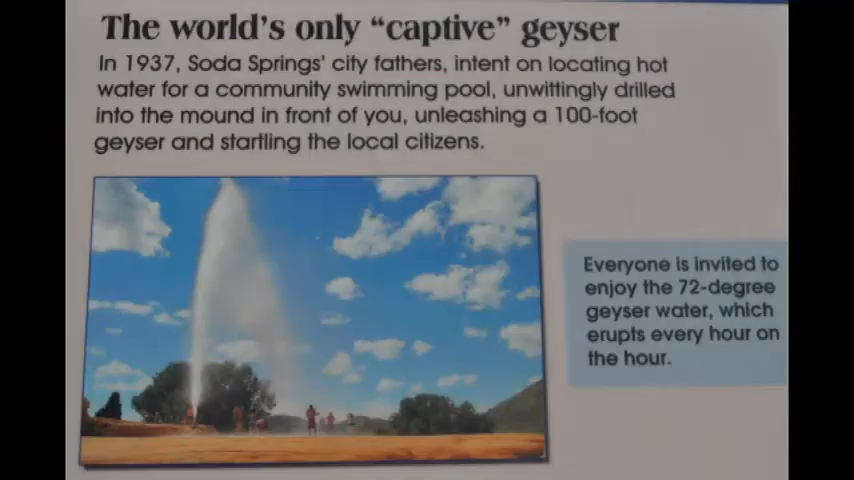 The world's only “captive” geyser
In 1937, Soda Springs' city fathers, intent on locating hot
water for a community swimming pool, unwittingly drilled
into the mound in front of you, unleashing a 100-foot
geyser and startling the local citizens.
Everyone is invited to
enjoy the 72-degree
geyser water, which
erupts every hour on
the hour.